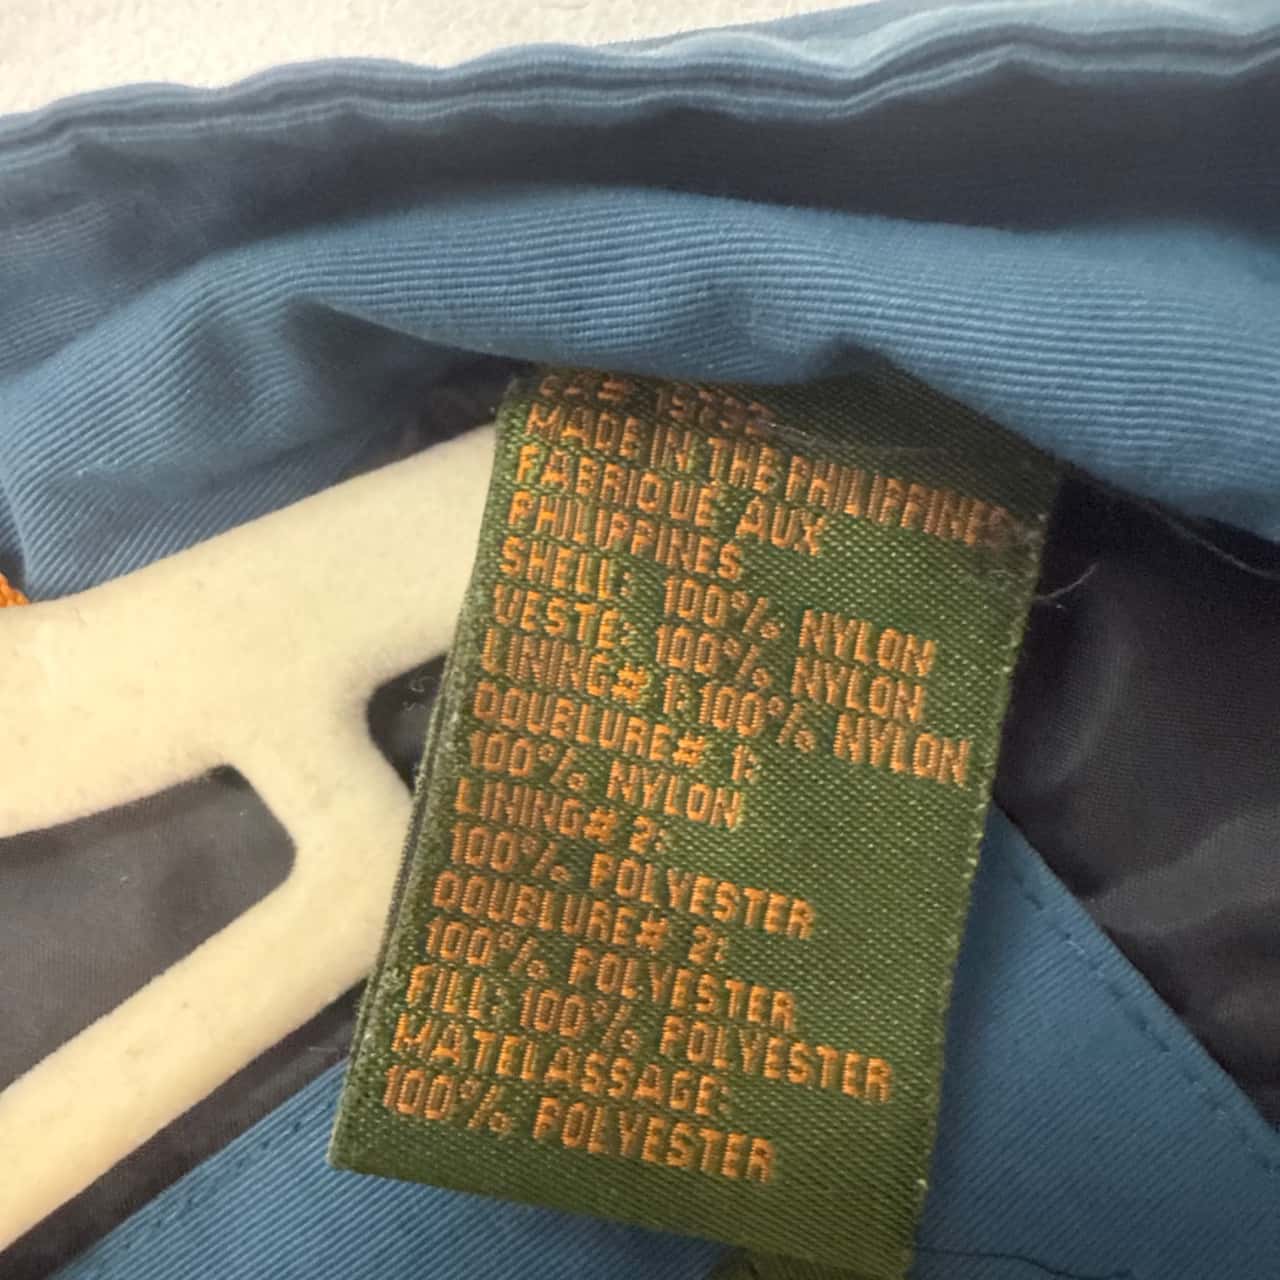 MADE IN THE PHILIPPINES
FABRIQUE AUX
PHILIPPINES
SHELL: 100% NYLON
VESTE: 100% NYLON
LINING# 1: 100% NYLON
DOUBLURE# 1:
100% NYLON
LINING# 2:
100% POLYESTER
DOUBLURE# 2:
100% POLYESTER
FILL: 100% POLYESTER
MATELASSAGE:
100% POLYESTER